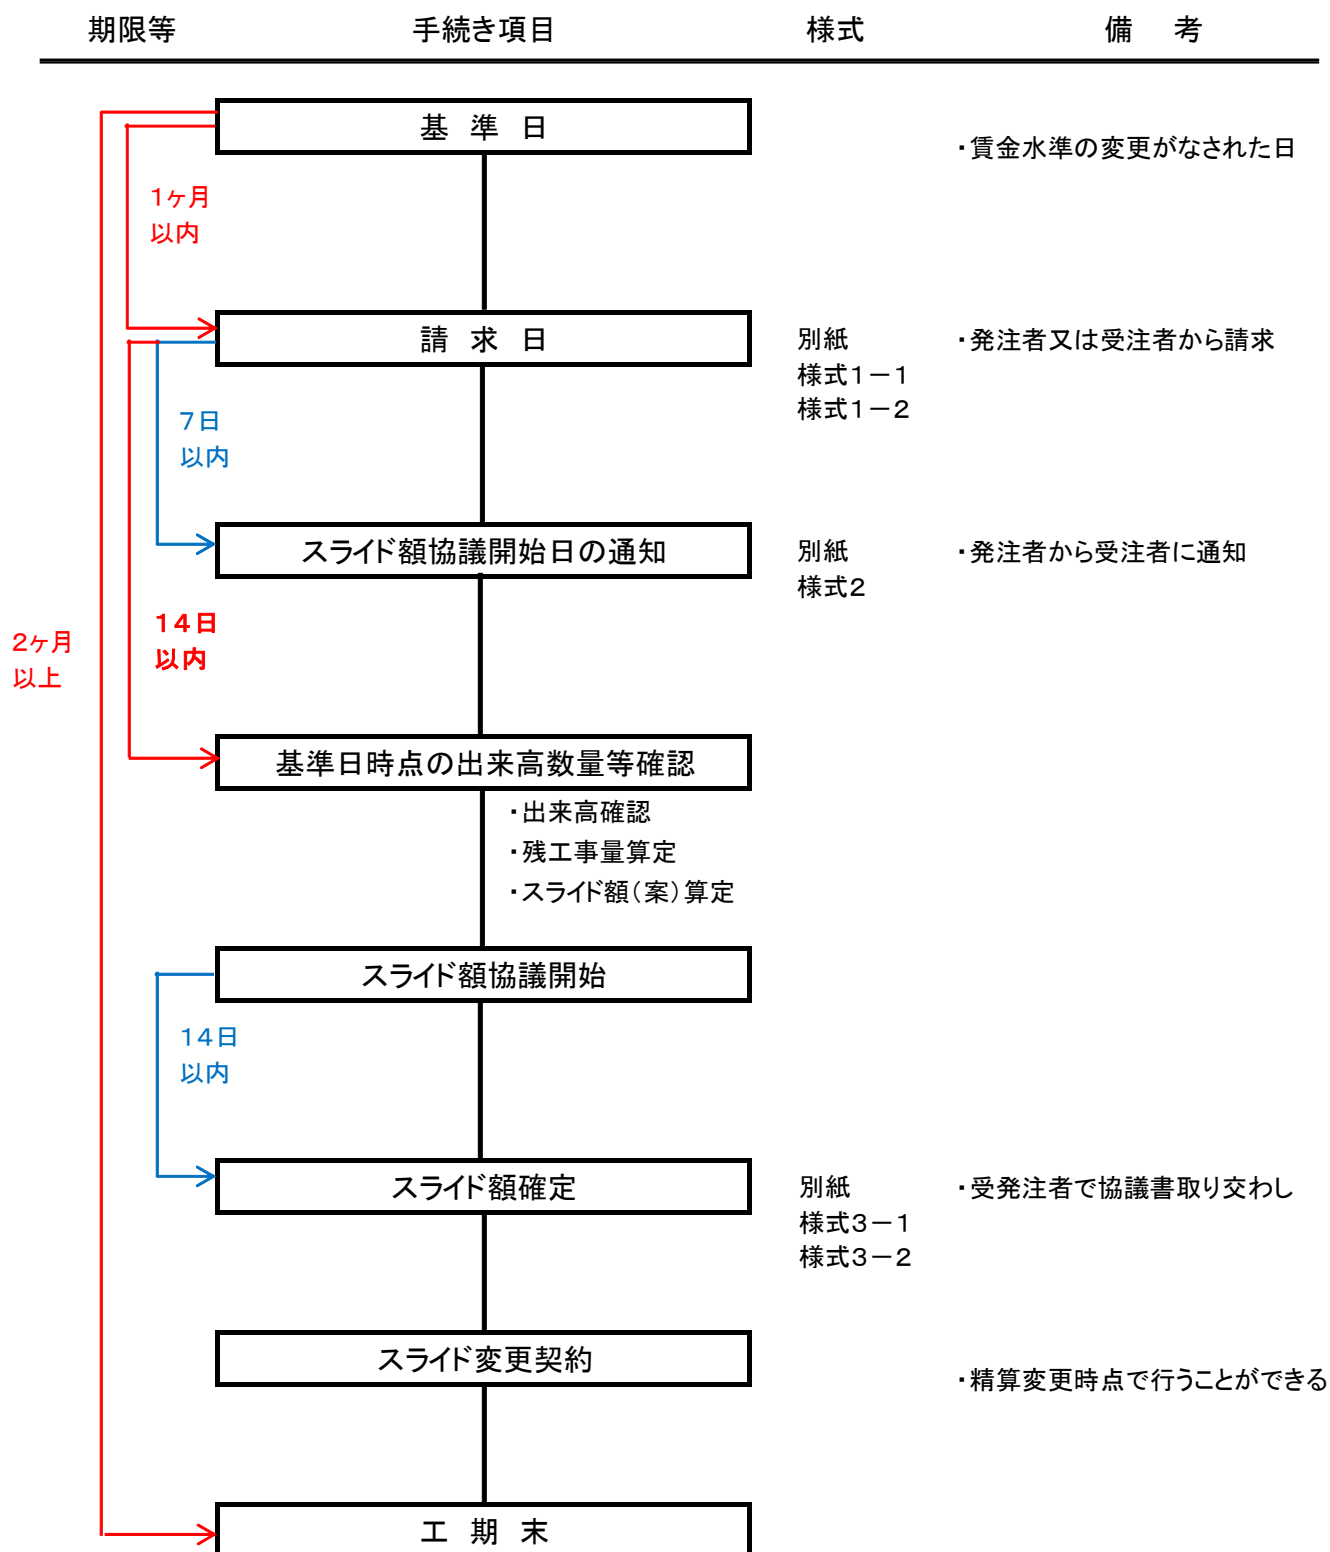 期限等 手続き項目 様式 備 考
基 準 日
・賃金水準の変更がなされた日
1ヶ月
以内
請 求 日
別紙
様式1－1
様式1－2
・発注者又は受注者から請求
7日
以内
スライド額協議開始日の通知
別紙
様式2
・発注者から受注者に通知
2ヶ月
以上
14日
以内
基準日時点の出来高数量等確認
・出来高確認
・残工事量算定
・スライド額（案）算定
スライド額協議開始
14日
以内
スライド額確定
別紙
様式3－1
様式3－2
・受発注者で協議書取り交わし
スライド変更契約
・精算変更時点で行うことができる
工 期 末